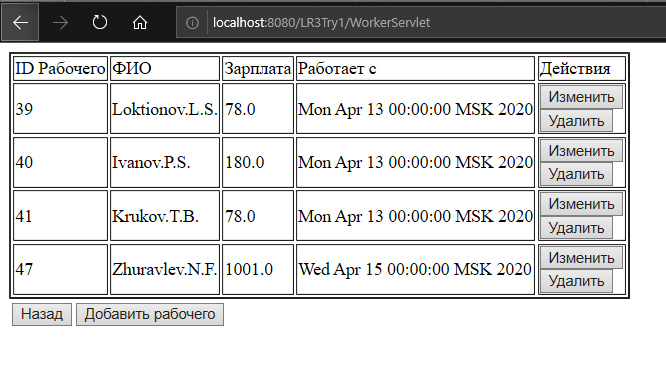 localhost:8080/LR3Try1/WorkerServlet
ID Рабочего ФИО Зарплата Работает с Действия
39 Loktionov.L.S. 78.0 Mon Apr 13 00:00:00 MSK 2020 Изменить
Удалить
40 Ivanov.P.S. 180.0 Mon Apr 13 00:00:00 MSK 2020 Изменить
Удалить
41 Krukov.T.B. 78.0 Mon Apr 13 00:00:00 MSK 2020 Изменить
Удалить
47 Zhuravlev.N.F. 1001.0 Wed Apr 15 00:00:00 MSK 2020 Изменить
Удалить
Назад Добавить рабочего